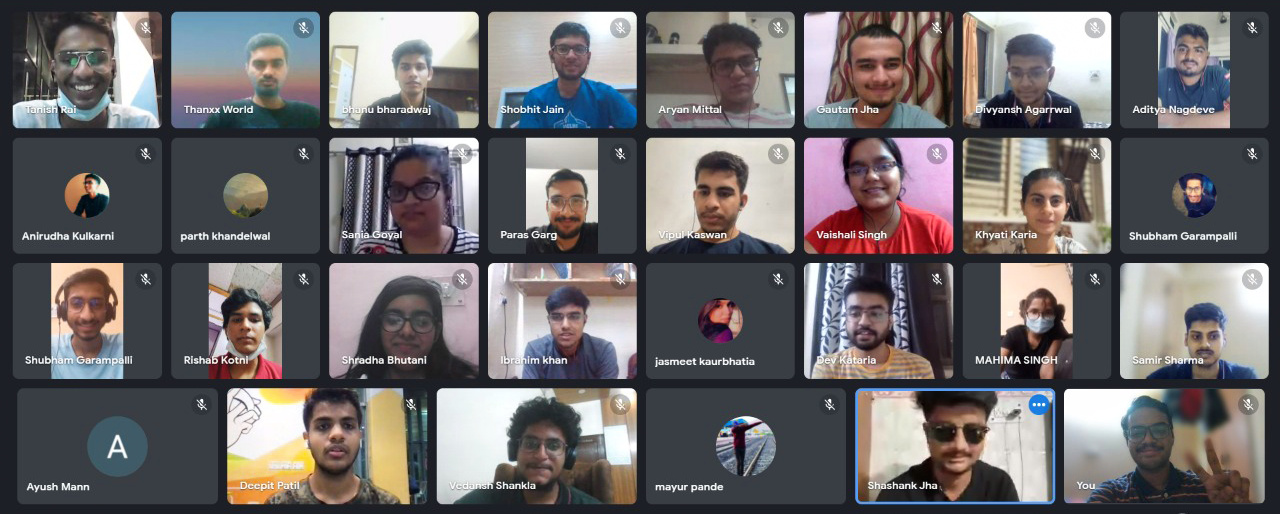 Tanish Rai
Thanxx World
bhanu bharadwaj
Shobhit Jain
Aryan Mittal
Gautam Jha
Divyansh Agarrwal
Aditya Nagdeve
Anirudha Kulkarni
parth khandelwal
Sania Goyal
Paras Garg
Vipul Kaswan
Vaishali Singh
Khyati Karia
Shubham Garampalli
Shubham Garampalli
Rishab Kotni
Shradha Bhutani
Ibrahim khan
jasmeet kaurbhatia
Dev Kataria
MAHIMA SINGH
Samir Sharma
A
Ayush Mann
Deepit Patil
Vedansh Shankla
mayur pande
Shashank Jha
You